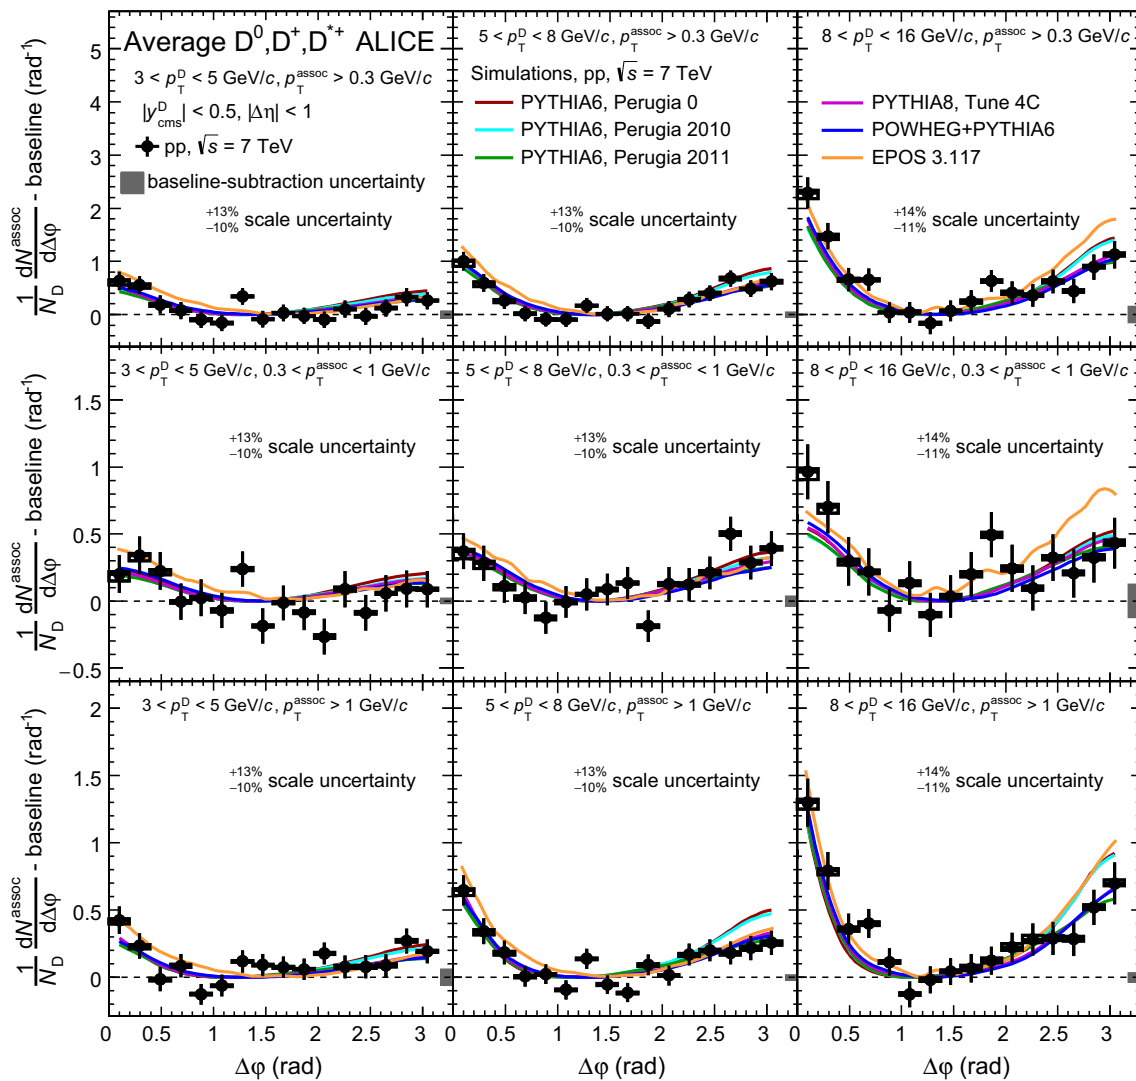 Average D⁰,D⁺,D*⁺ ALICE
3 < p_T^D < 5 GeV/c, p_T^assoc > 0.3 GeV/c
|y_cms^D| < 0.5, |Δη| < 1
pp, √s = 7 TeV
baseline-subtraction uncertainty
+13% −10% scale uncertainty
5 < p_T^D < 8 GeV/c, p_T^assoc > 0.3 GeV/c
Simulations, pp, √s = 7 TeV
PYTHIA6, Perugia 0
PYTHIA6, Perugia 2010
PYTHIA6, Perugia 2011
+13% −10% scale uncertainty
8 < p_T^D < 16 GeV/c, p_T^assoc > 0.3 GeV/c
PYTHIA8, Tune 4C
POWHEG+PYTHIA6
EPOS 3.117
+14% −11% scale uncertainty
1/N_D dN^assoc/dΔφ - baseline (rad⁻¹)
5
4
3
2
1
0
3 < p_T^D < 5 GeV/c, 0.3 < p_T^assoc < 1 GeV/c
+13% −10% scale uncertainty
5 < p_T^D < 8 GeV/c, 0.3 < p_T^assoc < 1 GeV/c
+13% −10% scale uncertainty
8 < p_T^D < 16 GeV/c, 0.3 < p_T^assoc < 1 GeV/c
+14% −11% scale uncertainty
1/N_D dN^assoc/dΔφ - baseline (rad⁻¹)
1.5
1
0.5
0
−0.5
3 < p_T^D < 5 GeV/c, p_T^assoc > 1 GeV/c
+13% −10% scale uncertainty
5 < p_T^D < 8 GeV/c, p_T^assoc > 1 GeV/c
+13% −10% scale uncertainty
8 < p_T^D < 16 GeV/c, p_T^assoc > 1 GeV/c
+14% −11% scale uncertainty
1/N_D dN^assoc/dΔφ - baseline (rad⁻¹)
2
1.5
1
0.5
0
0 0.5 1 1.5 2 2.5 3
0 0.5 1 1.5 2 2.5 3
0 0.5 1 1.5 2 2.5 3
Δφ (rad)
Δφ (rad)
Δφ (rad)